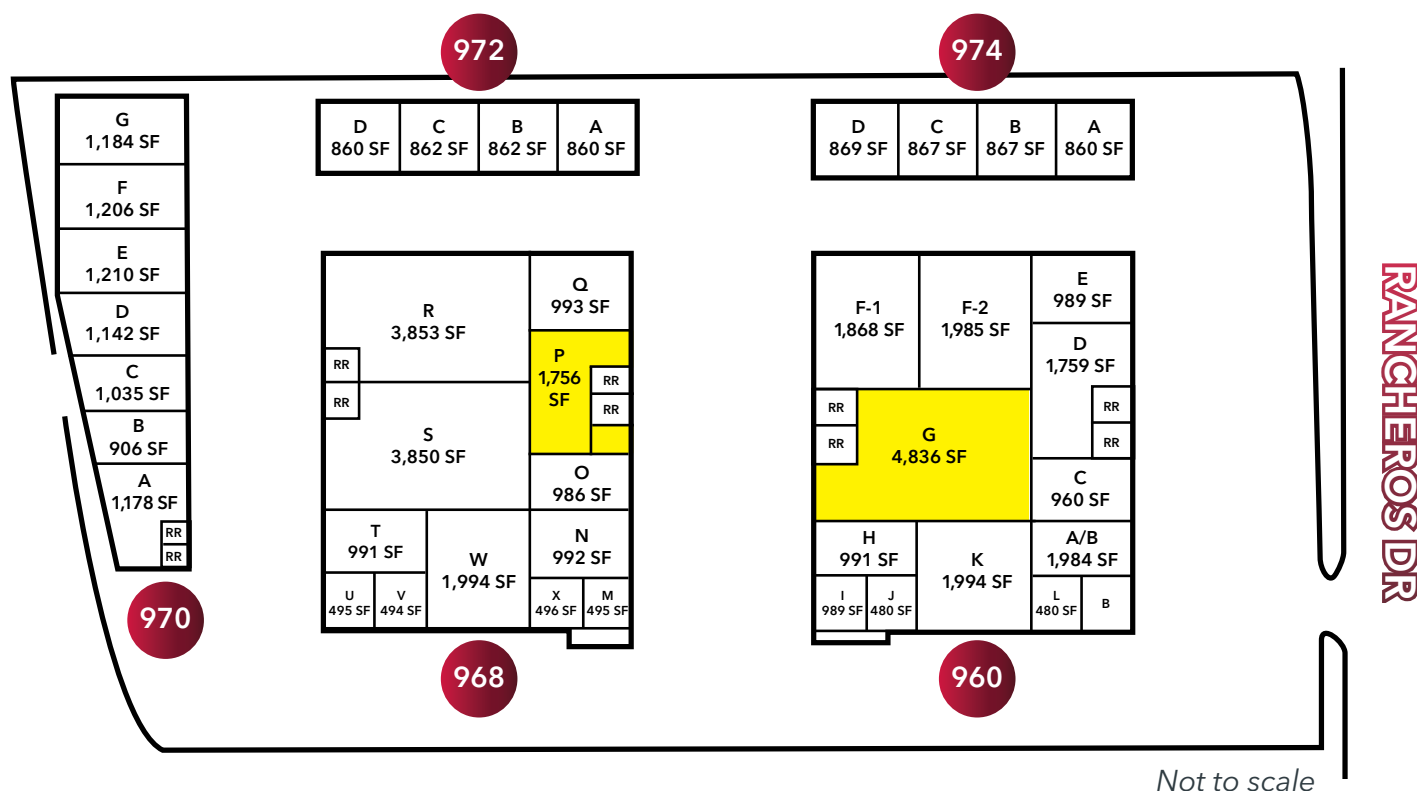 972
974
G
1,184 SF
F
1,206 SF
E
1,210 SF
D
1,142 SF
C
1,035 SF
B
906 SF
A
1,178 SF
RR
RR
970
D
860 SF
C
862 SF
B
862 SF
A
860 SF
D
869 SF
C
867 SF
B
867 SF
A
860 SF
R
3,853 SF
Q
993 SF
RR
RR
P
1,756
SF
RR
RR
S
3,850 SF
O
986 SF
T
991 SF
W
1,994 SF
N
992 SF
U
495 SF
V
494 SF
X
496 SF
M
495 SF
968
F-1
1,868 SF
F-2
1,985 SF
E
989 SF
D
1,759 SF
RR
RR
RR
RR
G
4,836 SF
C
960 SF
H
991 SF
K
1,994 SF
A/B
1,984 SF
I
989 SF
J
480 SF
L
480 SF
B
960
RANCHEROS DR
Not to scale